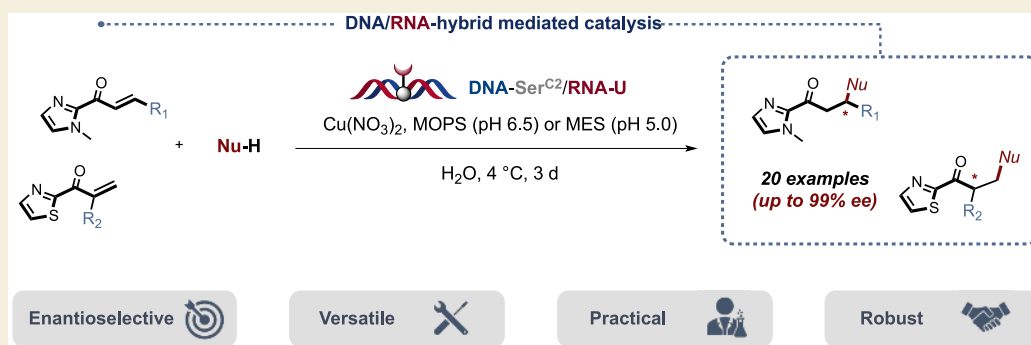 DNA/RNA-hybrid mediated catalysis
O
N
N
R1
+
Nu-H
O
N
S
R2
DNA-SerC2/RNA-U
Cu(NO3)2, MOPS (pH 6.5) or MES (pH 5.0)
H2O, 4 °C, 3 d
O Nu
N
* R1
N
O * Nu
N
S R2
20 examples
(up to 99% ee)
Enantioselective
Versatile
Practical
Robust